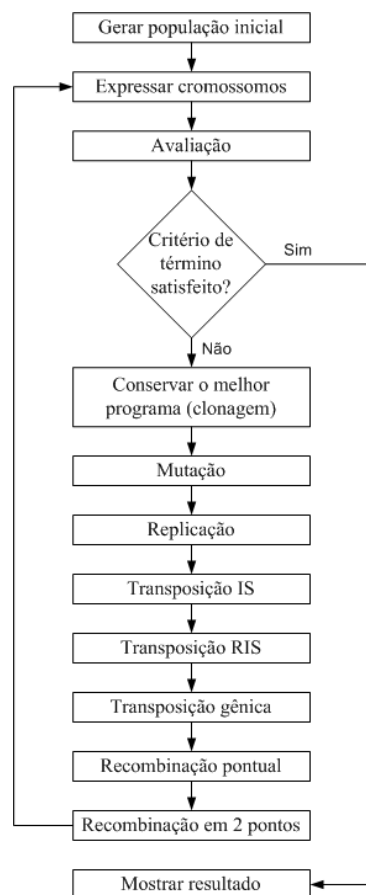 Gerar população inicial
Expressar cromossomos
Avaliação
Critério de
término
satisfeito?
Sim
Não
Conservar o melhor
programa (clonagem)
Mutação
Replicação
Transposição IS
Transposição RIS
Transposição gênica
Recombinação pontual
Recombinação em 2 pontos
Mostrar resultado